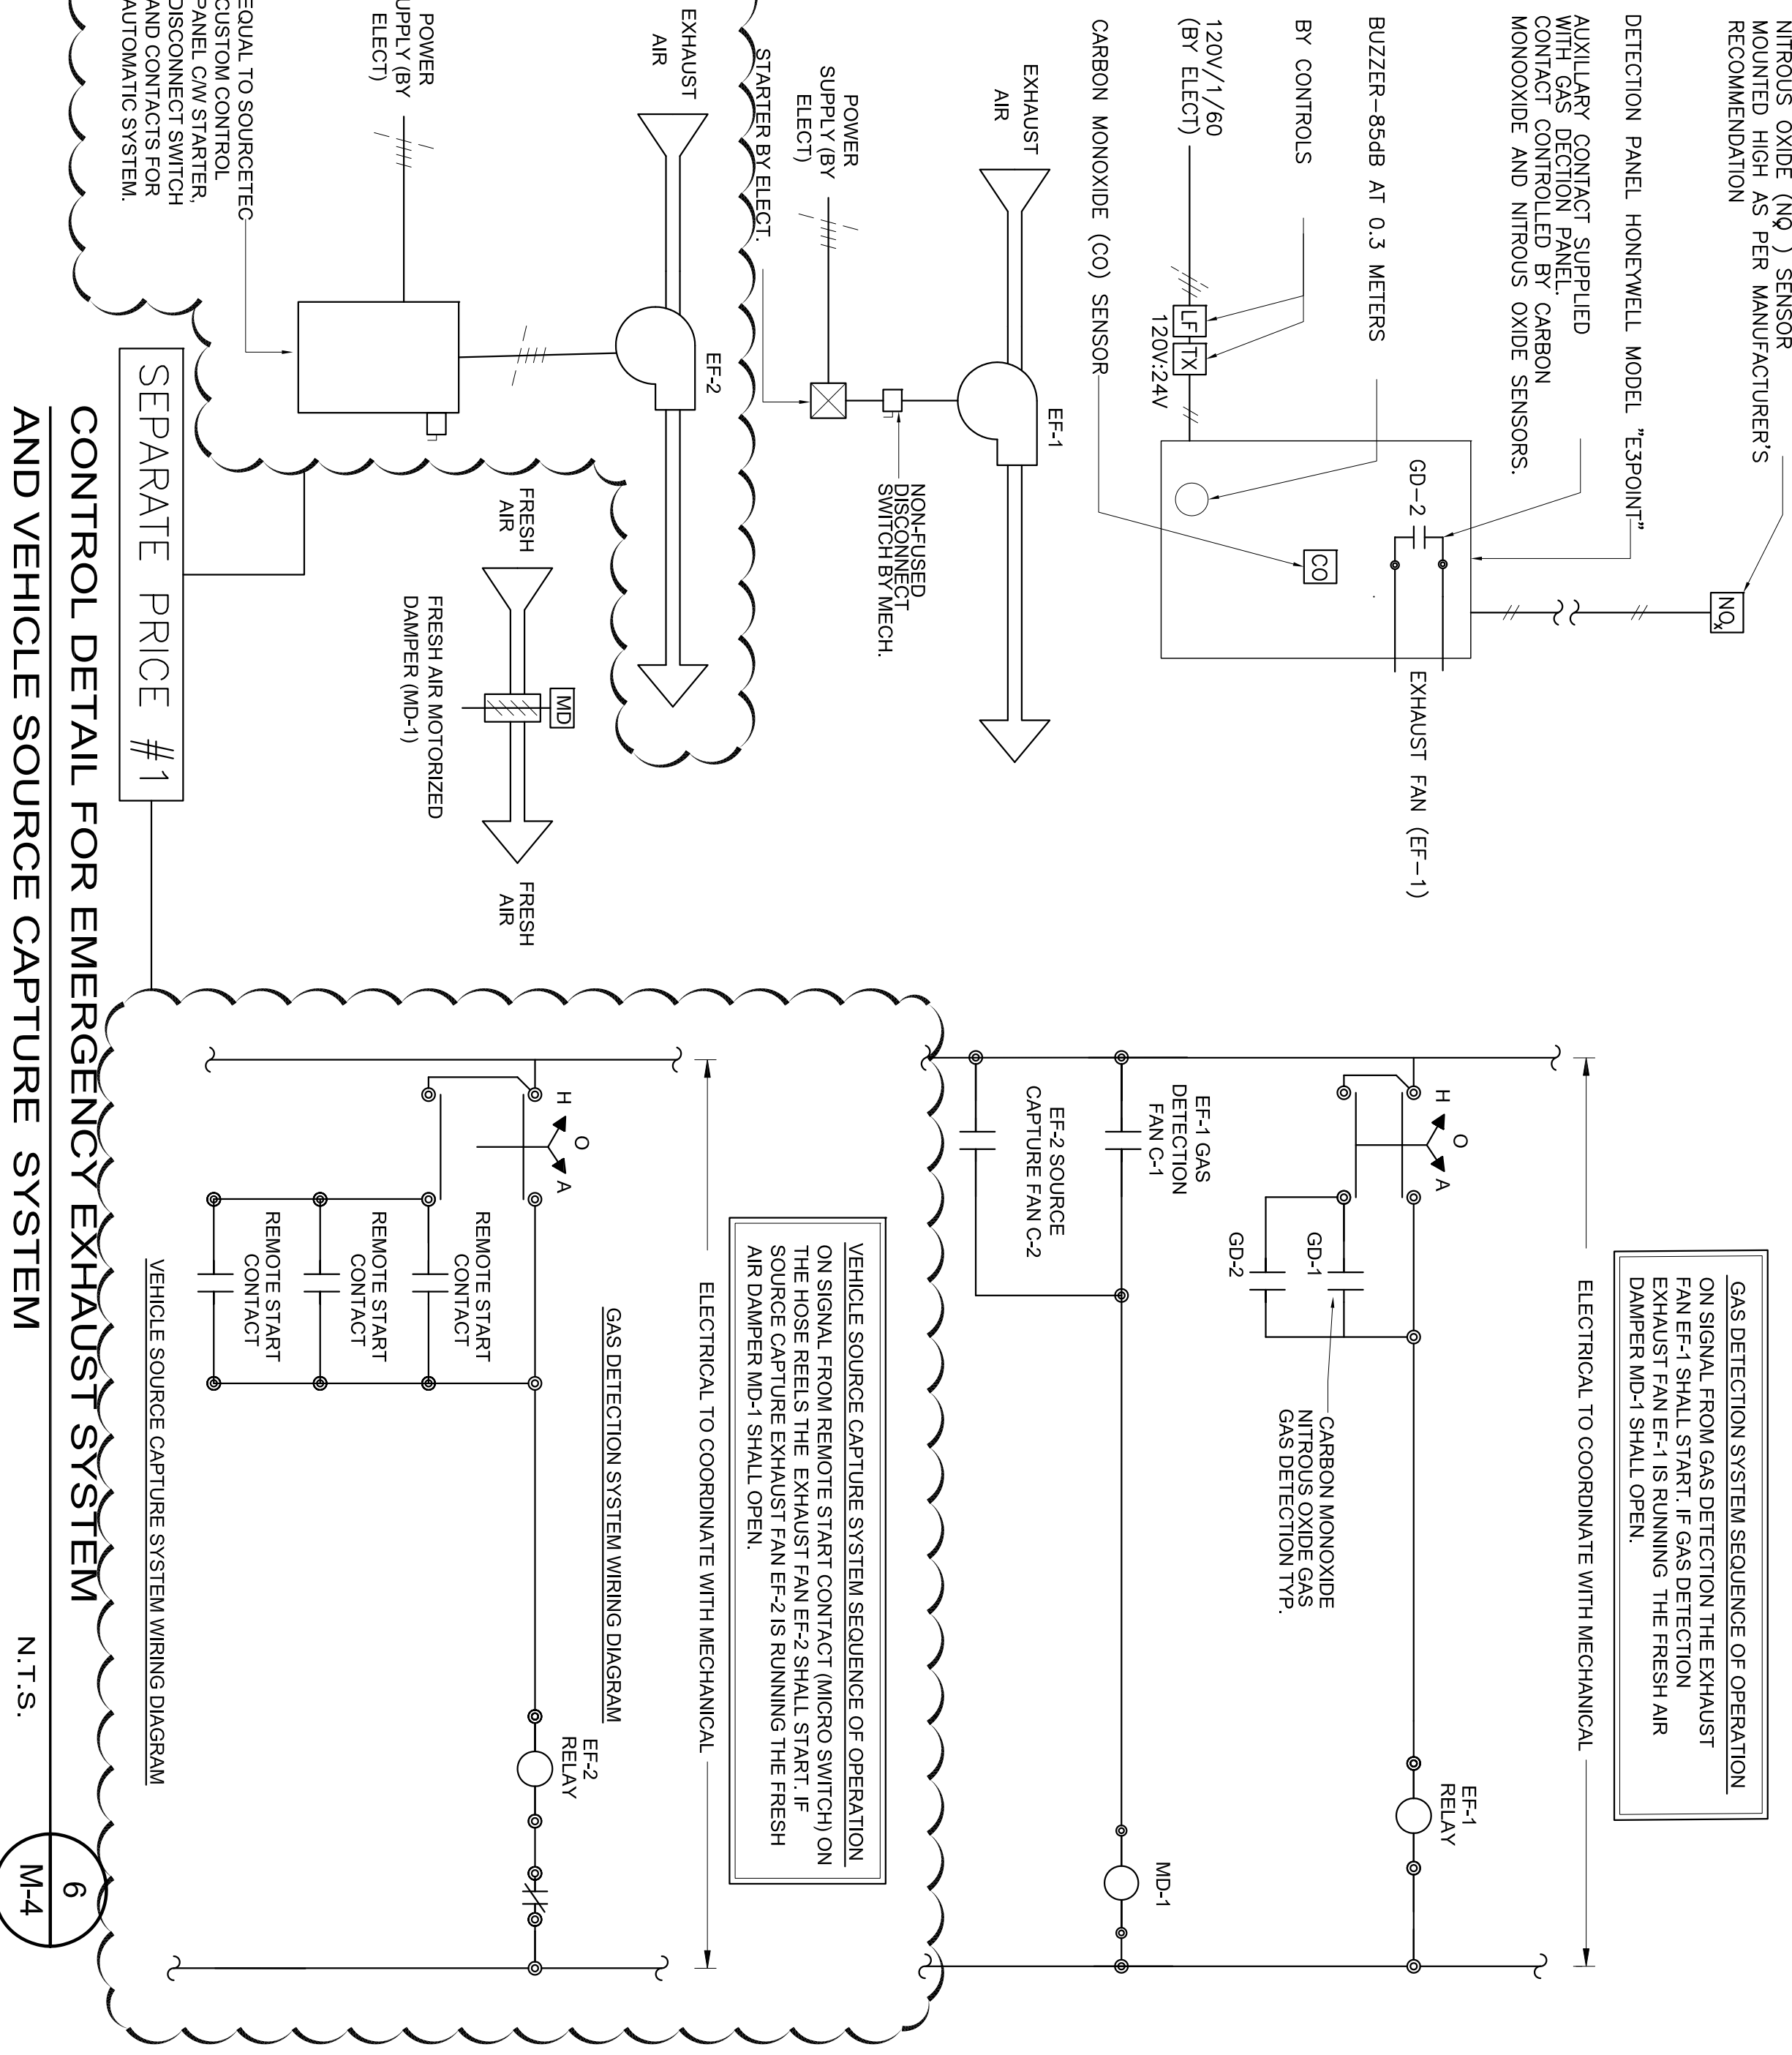 NITROUS OXIDE (NOx) SENSOR
MOUNTED HIGH AS PER MANUFACTURER'S
RECOMMENDATION
NOx
DETECTION PANEL HONEYWELL MODEL "E3POINT"
AUXILLARY CONTACT SUPPLIED
WITH GAS DECTION PANEL.
CONTACT CONTROLLED BY CARBON
MONOOXIDE AND NITROUS OXIDE SENSORS.
GD-2
EXHAUST FAN (EF-1)
CO
BUZZER-85dB AT 0.3 METERS
BY CONTROLS
120V/1/60
(BY ELECT)
LF
TX
120V:24V
CARBON MONOXIDE (CO) SENSOR
EXHAUST
AIR
EF-1
POWER
SUPPLY (BY
ELECT)
NON-FUSED
DISCONNECT
SWITCH BY MECH.
STARTER BY ELECT.
EXHAUST
AIR
EF-2
POWER
UPPLY (BY
ELECT)
EQUAL TO SOURCETEC
CUSTOM CONTROL
PANEL C/W STARTER,
DISCONNECT SWITCH
AND CONTACTS FOR
AUTOMATIC SYSTEM.
FRESH
AIR
MD
FRESH AIR MOTORIZED
DAMPER (MD-1)
FRESH
AIR
SEPARATE PRICE #1
GAS DETECTION SYSTEM SEQUENCE OF OPERATION
ON SIGNAL FROM GAS DETECTION THE EXHAUST
FAN EF-1 SHALL START. IF GAS DETECTION
EXHAUST FAN EF-1 IS RUNNING THE FRESH AIR
DAMPER MD-1 SHALL OPEN.
ELECTRICAL TO COORDINATE WITH MECHANICAL
H
O
A
GD-1
GD-2
CARBON MONOXIDE
NITROUS OXIDE GAS
GAS DETECTION TYP.
EF-1
RELAY
EF-1 GAS
DETECTION
FAN C-1
MD-1
EF-2 SOURCE
CAPTURE FAN C-2
VEHICLE SOURCE CAPTURE SYSTEM SEQUENCE OF OPERATION
ON SIGNAL FROM REMOTE START CONTACT (MICRO SWITCH) ON
THE HOSE REELS THE EXHAUST FAN EF-2 SHALL START. IF
SOURCE CAPTURE EXHAUST FAN EF-2 IS RUNNING THE FRESH
AIR DAMPER MD-1 SHALL OPEN.
ELECTRICAL TO COORDINATE WITH MECHANICAL
GAS DETECTION SYSTEM WIRING DIAGRAM
H
O
A
EF-2
RELAY
REMOTE START
CONTACT
REMOTE START
CONTACT
REMOTE START
CONTACT
VEHICLE SOURCE CAPTURE SYSTEM WIRING DIAGRAM
CONTROL DETAIL FOR EMERGENCY EXHAUST SYSTEM
AND VEHICLE SOURCE CAPTURE SYSTEM
N.T.S.
6
M-4